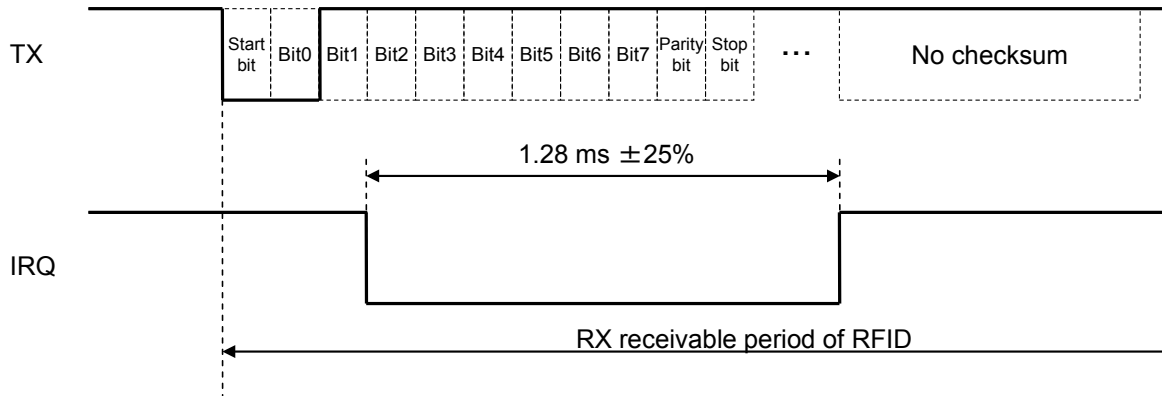 TX
Start
bit
Bit0
Bit1
Bit2
Bit3
Bit4
Bit5
Bit6
Bit7
Parity
bit
Stop
bit
···
No checksum
1.28 ms ±25%
IRQ
RX receivable period of RFID